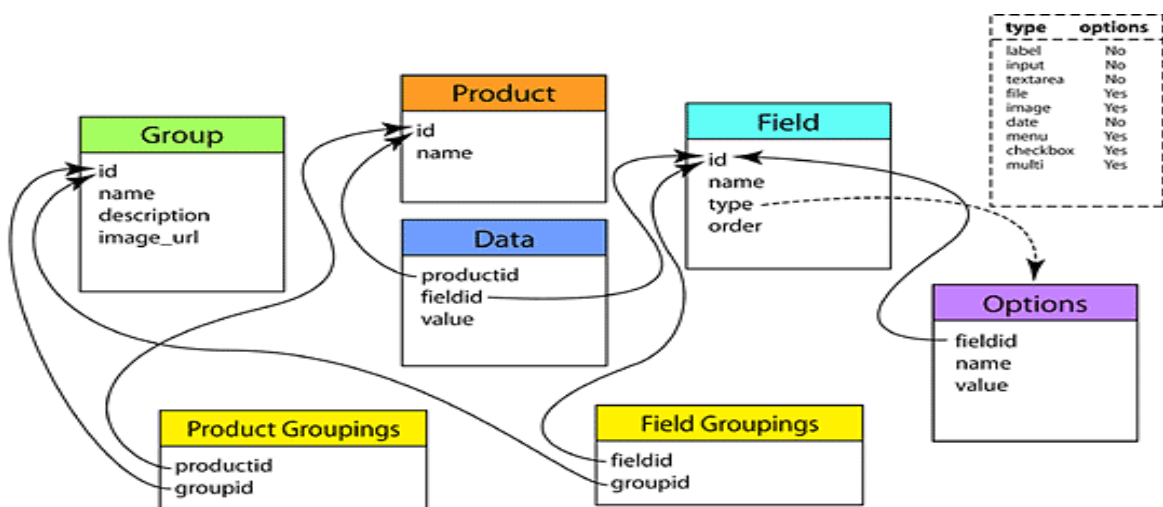 type options
label No
input No
textarea No
file Yes
image Yes
date No
menu Yes
checkbox Yes
multi Yes
Group
id
name
description
image_url
Product
id
name
Field
id
name
type
order
Data
productid
fieldid
value
Options
fieldid
name
value
Product Groupings
productid
groupid
Field Groupings
fieldid
groupid